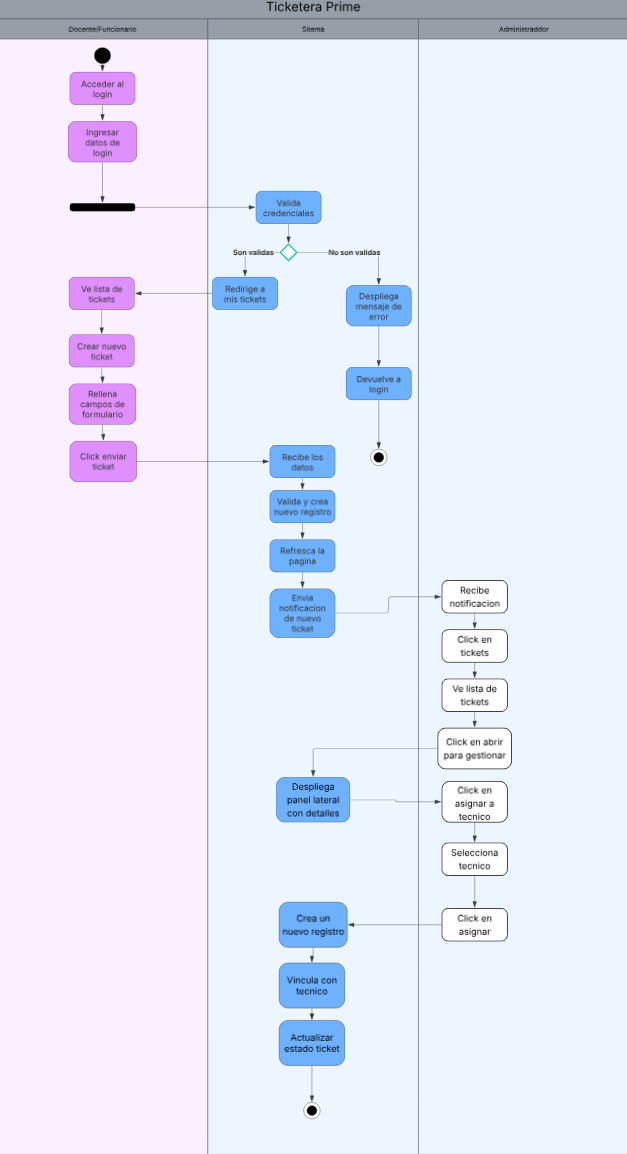 Ticketera Prime
Docente/Funcionario
Sitema
Administraddor
Acceder al
login
Ingresar
datos de
login
Valida
credenciales
Son validas
No son validas
Ve lista de
tickets
Redirige a
mis tickets
Despliega
mensaje de
error
Crear nuevo
ticket
Devuelve a
login
Rellena
campos de
formulario
Click enviar
ticket
Recibe los
datos
Valida y crea
nuevo registro
Refresca la
pagina
Envia
notificacion
de nuevo
ticket
Recibe
notificacion
Click en
tickets
Ve lista de
tickets
Click en abrir
para gestionar
Despliega
panel lateral
con detalles
Click en
asignar a
tecnico
Selecciona
tecnico
Click en
asignar
Crea un
nuevo registro
Vincula con
tecnico
Actualizar
estado ticket